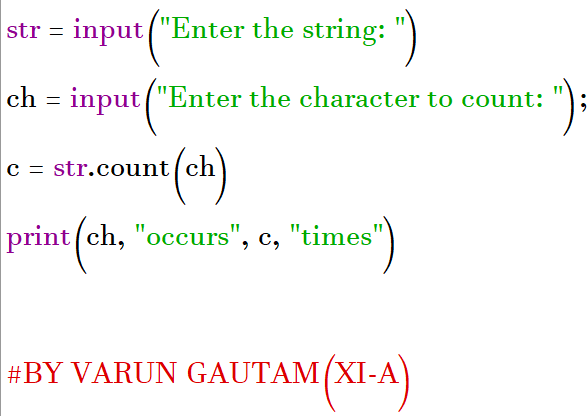 str = input("Enter the string: ")
ch = input("Enter the character to count: ");
c = str.count(ch)
print(ch, "occurs", c, "times")
#BY VARUN GAUTAM(XI-A)